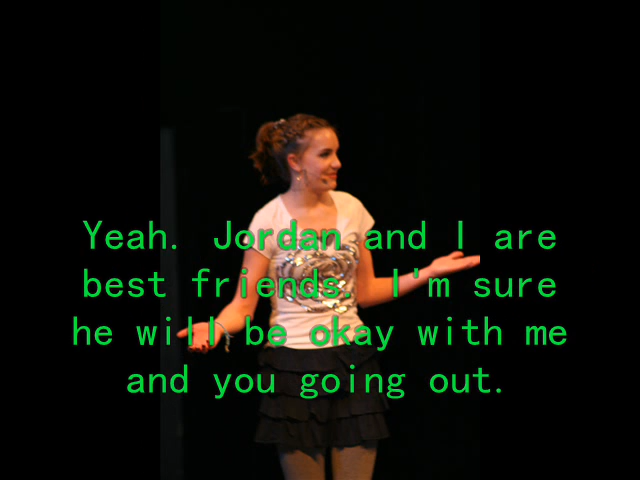 Yeah. Jordan and I are
best friends. I'm sure
he will be okay with me
and you going out.